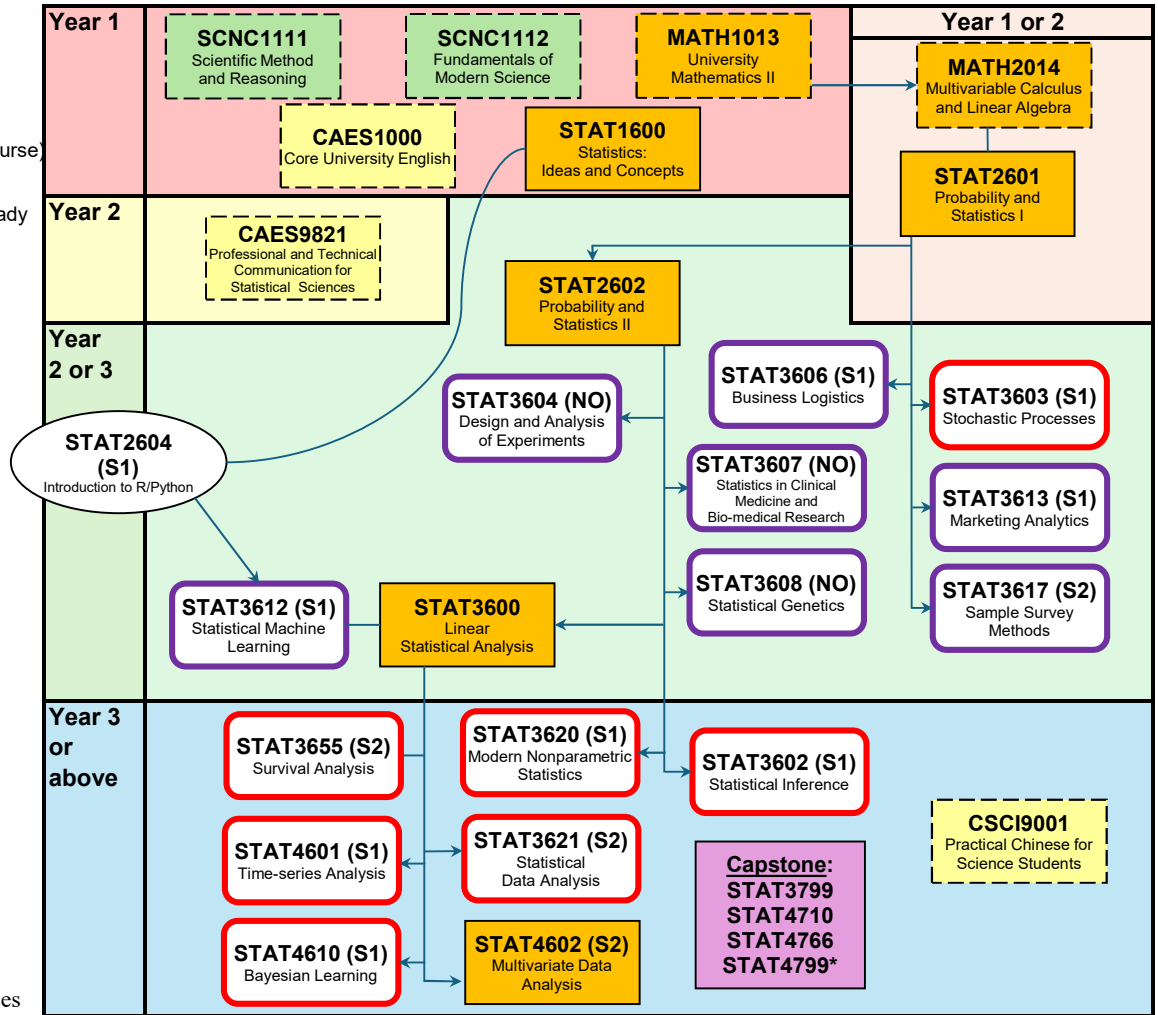 Year 1
SCNC1111
Scientific Method
and Reasoning
SCNC1112
Fundamentals of
Modern Science
MATH1013
University
Mathematics II
Year 1 or 2
MATH2014
Multivariable Calculus
and Linear Algebra
CAES1000
Core University English
STAT1600
Statistics:
Ideas and Concepts
urse)
STAT2601
Probability and
Statistics I
ady
Year 2
CAES9821
Professional and Technical
Communication for
Statistical Sciences
STAT2602
Probability and
Statistics II
Year
2 or 3
STAT3606 (S1)
Business Logistics
STAT3603 (S1)
Stochastic Processes
STAT3604 (NO)
Design and Analysis
of Experiments
STAT2604
(S1)
Introduction to R/Python
STAT3607 (NO)
Statistics in Clinical
Medicine and
Bio-medical Research
STAT3613 (S1)
Marketing Analytics
STAT3608 (NO)
Statistical Genetics
STAT3617 (S2)
Sample Survey
Methods
STAT3612 (S1)
Statistical Machine
Learning
STAT3600
Linear
Statistical Analysis
Year 3
or
above
STAT3655 (S2)
Survival Analysis
STAT3620 (S1)
Modern Nonparametric
Statistics
STAT3602 (S1)
Statistical Inference
CSCI9001
Practical Chinese for
Science Students
STAT4601 (S1)
Time-series Analysis
STAT3621 (S2)
Statistical
Data Analysis
Capstone:
STAT3799
STAT4710
STAT4766
STAT4799*
STAT4610 (S1)
Bayesian Learning
STAT4602 (S2)
Multivariate Data
Analysis
es